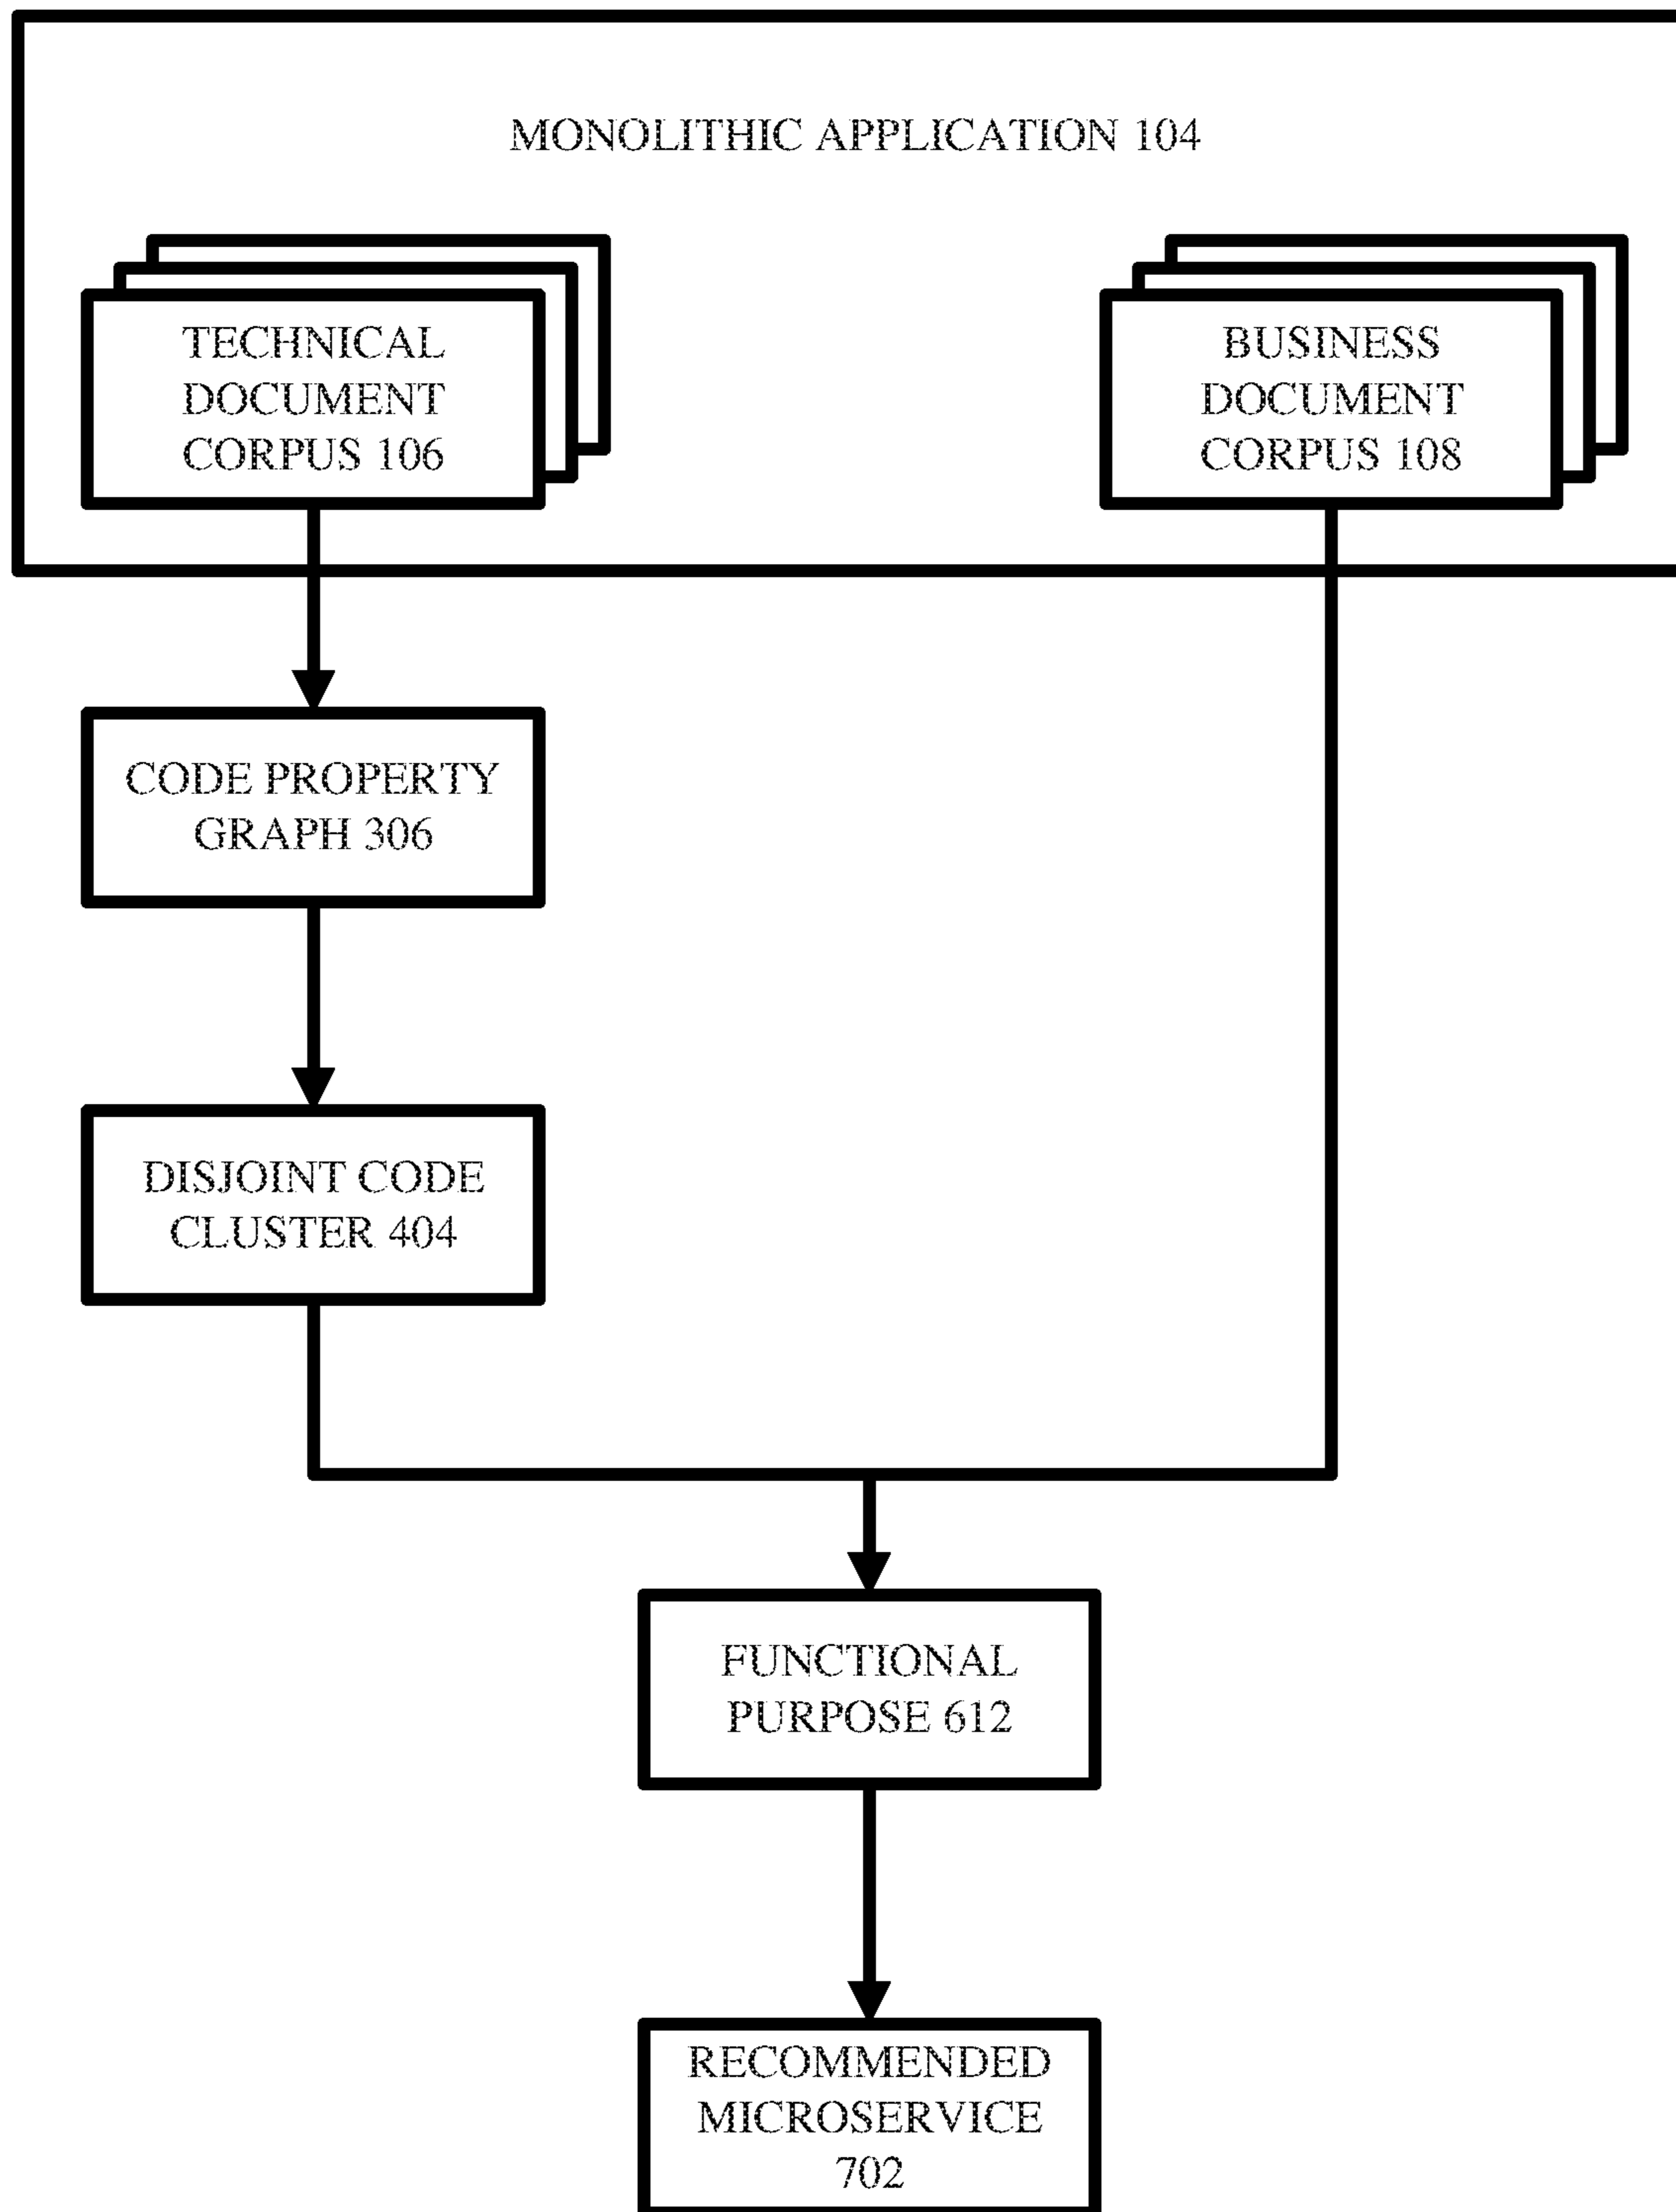 MONOLITHIC APPLICATION 104
TECHNICAL
DOCUMENT
CORPUS 106
BUSINESS
DOCUMENT
CORPUS 108
CODE PROPERTY
GRAPH 306
DISJOINT CODE
CLUSTER 404
FUNCTIONAL
PURPOSE 612
RECOMMENDED
MICROSERVICE
702